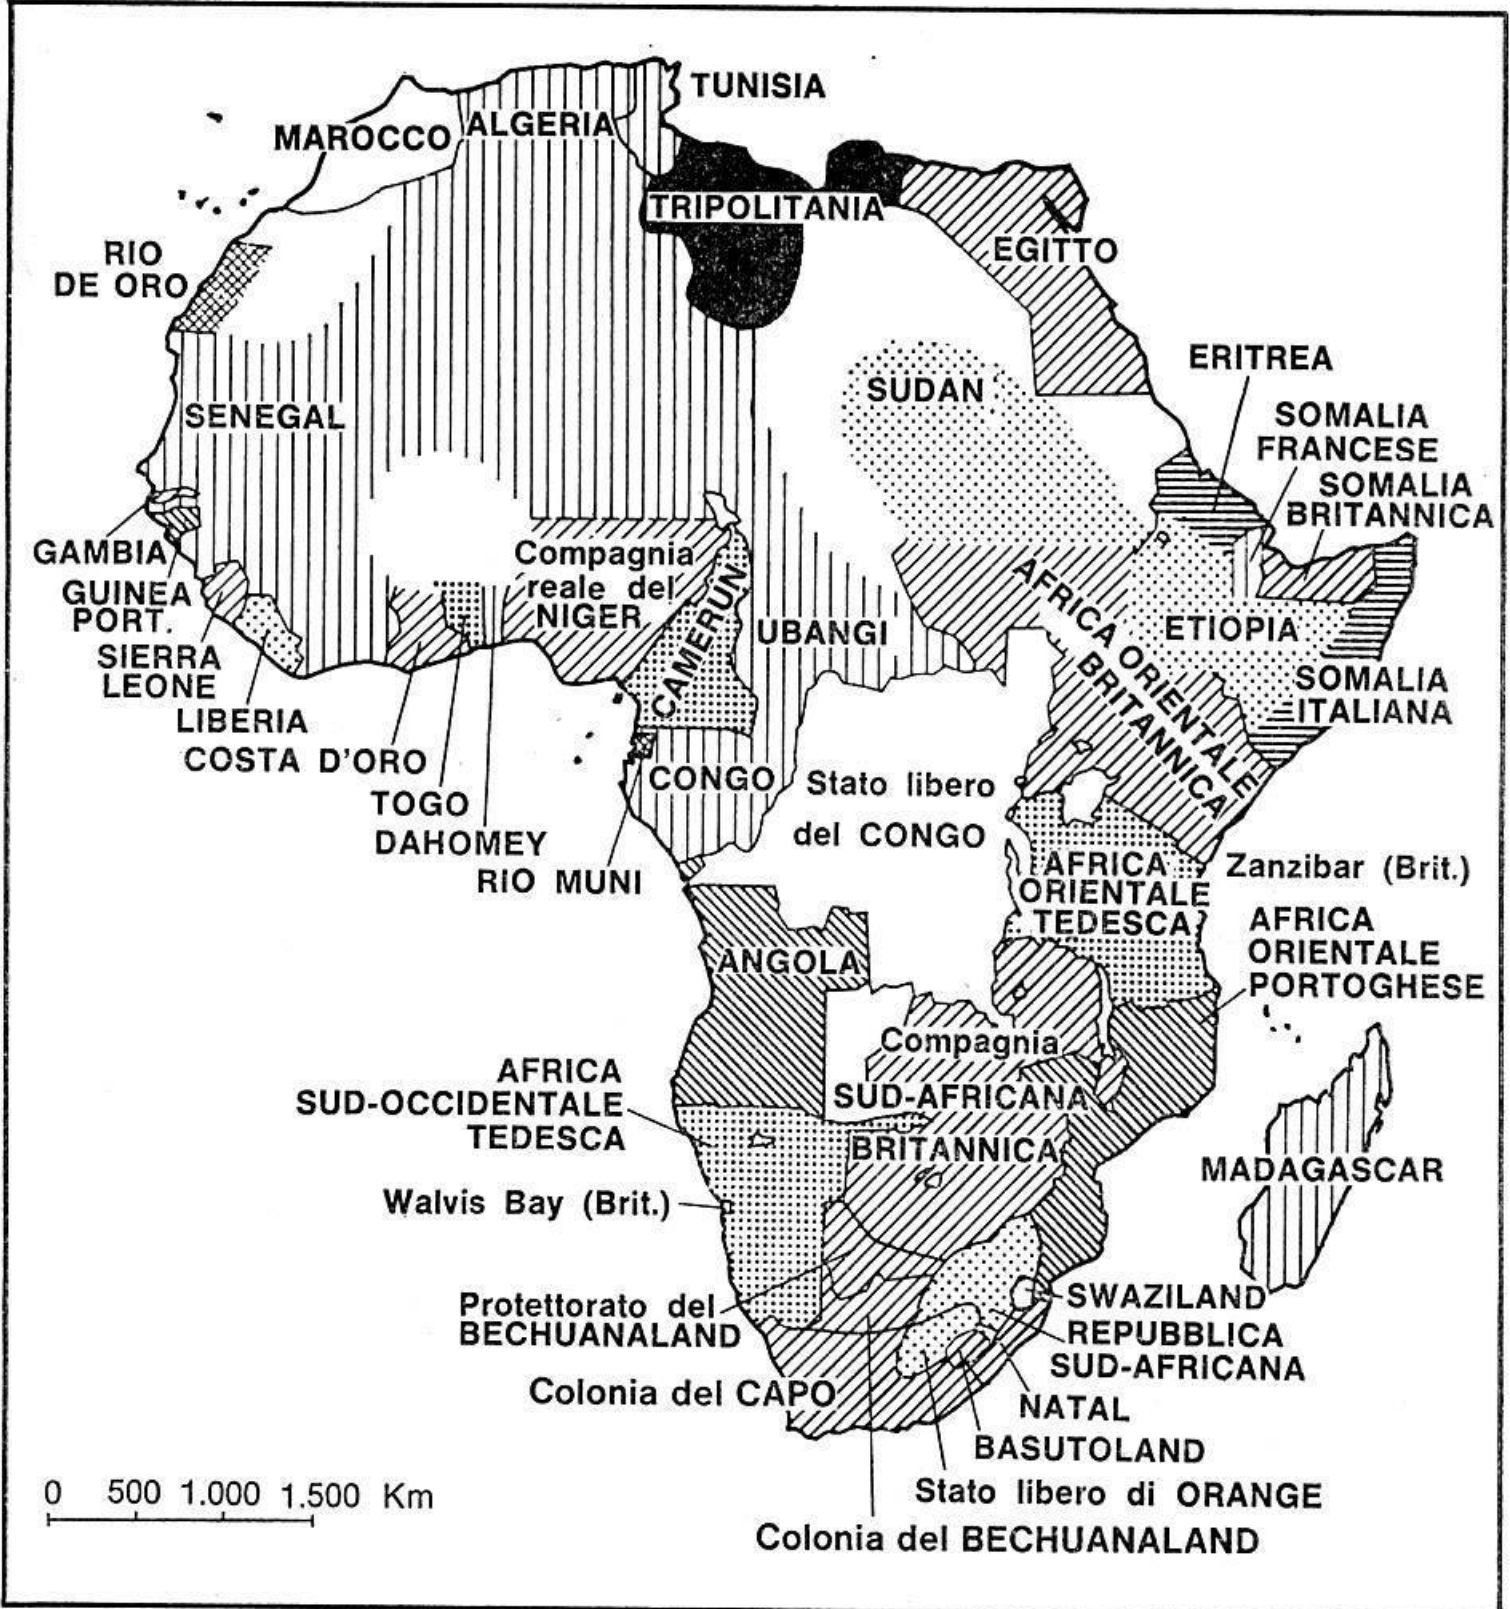 TUNISIA
MAROCCO
ALGERIA
TRIPOLITANIA
EGITTO
RIO
DE ORO
ERITREA
SUDAN
SENEGAL
SOMALIA
FRANCESE
SOMALIA
BRITANNICA
GAMBIA
GUINEA
PORT.
SIERRA
LEONE
LIBERIA
COSTA D'ORO
TOGO
DAHOMEY
RIO MUNI
Compagnia
reale del
NIGER
CAMERUN
UBANGI
AFRICA ORIENTALE
BRITANNICA
ETIOPIA
SOMALIA
ITALIANA
CONGO
Stato libero
del CONGO
AFRICA
ORIENTALE
TEDESCA
Zanzibar (Brit.)
AFRICA
ORIENTALE
PORTOGHESE
ANGOLA
Compagnia
SUD-AFRICANA
BRITANNICA
AFRICA
SUD-OCCIDENTALE
TEDESCA
MADAGASCAR
Walvis Bay (Brit.)
Protettorato del
BECHUANALAND
SWAZILAND
REPUBBLICA
SUD-AFRICANA
Colonia del CAPO
NATAL
BASUTOLAND
Stato libero di ORANGE
Colonia del BECHUANALAND
0 500 1.000 1.500 Km